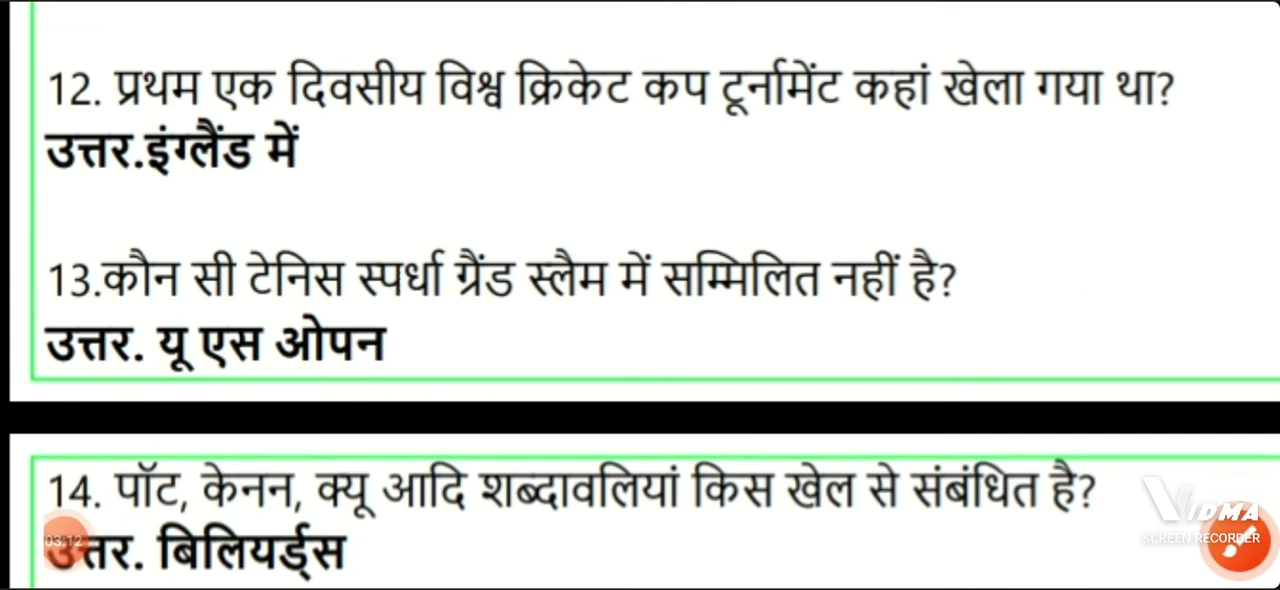 12. प्रथम एक दिवसीय विश्व क्रिकेट कप टूर्नामेंट कहां खेला गया था?
उत्तर.इंग्लैंड में
13.कौन सी टेनिस स्पर्धा ग्रैंड स्लैम में सम्मिलित नहीं है?
उत्तर. यू एस ओपन
14. पॉट, केनन, क्यू आदि शब्दावलियां किस खेल से संबंधित है?
VIDMA
SCREEN RECORDER
03:12
उत्तर. बिलियर्ड्स